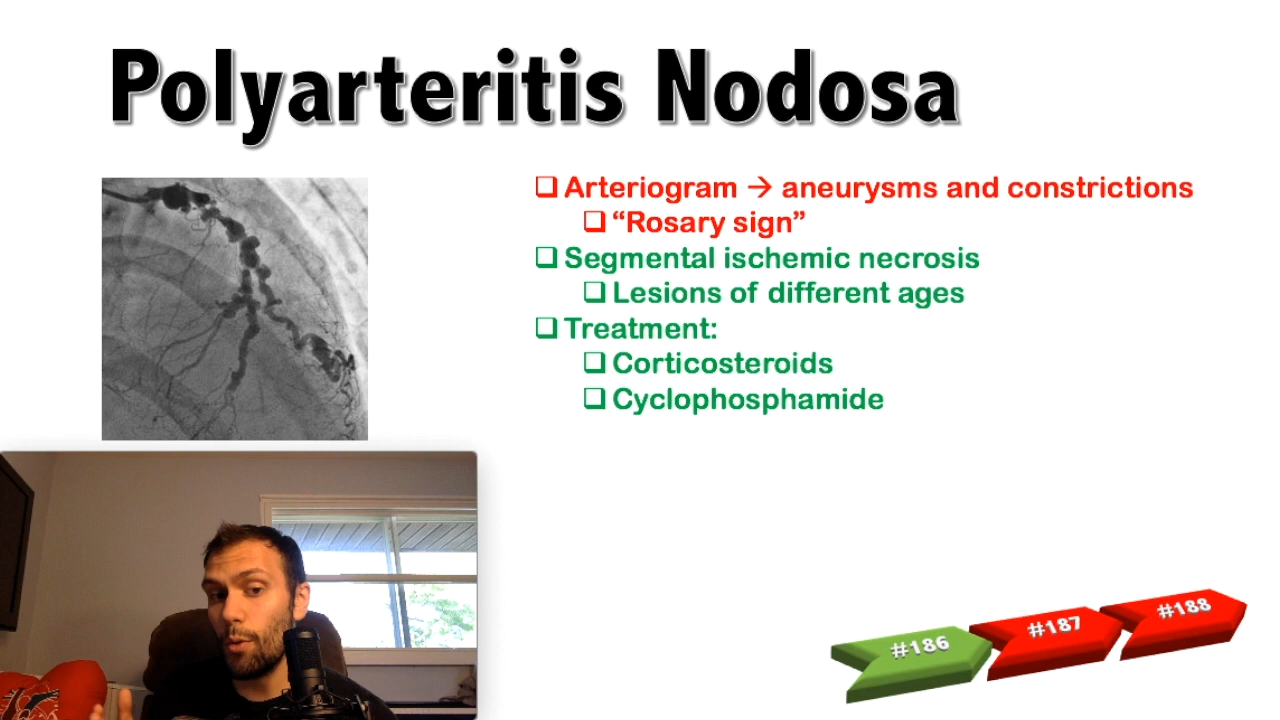 Polyarteritis Nodosa
Arteriogram → aneurysms and constrictions
“Rosary sign”
Segmental ischemic necrosis
Lesions of different ages
Treatment:
Corticosteroids
Cyclophosphamide
#186
#187
#188